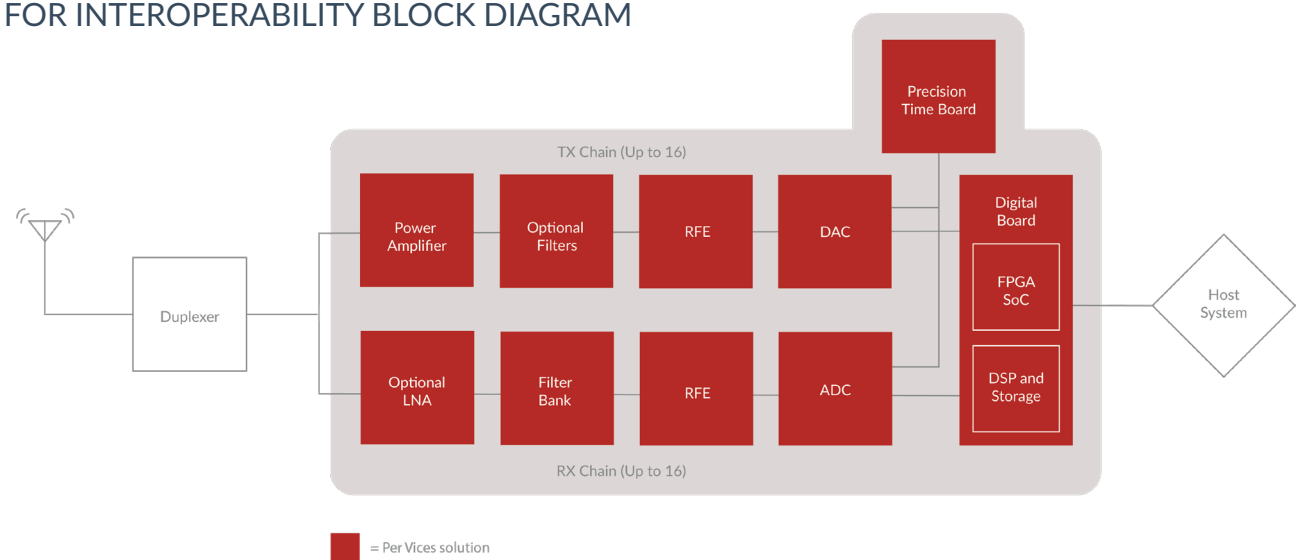 FOR INTEROPERABILITY BLOCK DIAGRAM
Precision
Time Board
TX Chain (Up to 16)
Power
Amplifier
Optional
Filters
RFE
DAC
Digital
Board
FPGA
SoC
Duplexer
Host
System
Optional
LNA
Filter
Bank
RFE
ADC
DSP and
Storage
RX Chain (Up to 16)
= Per Vices solution